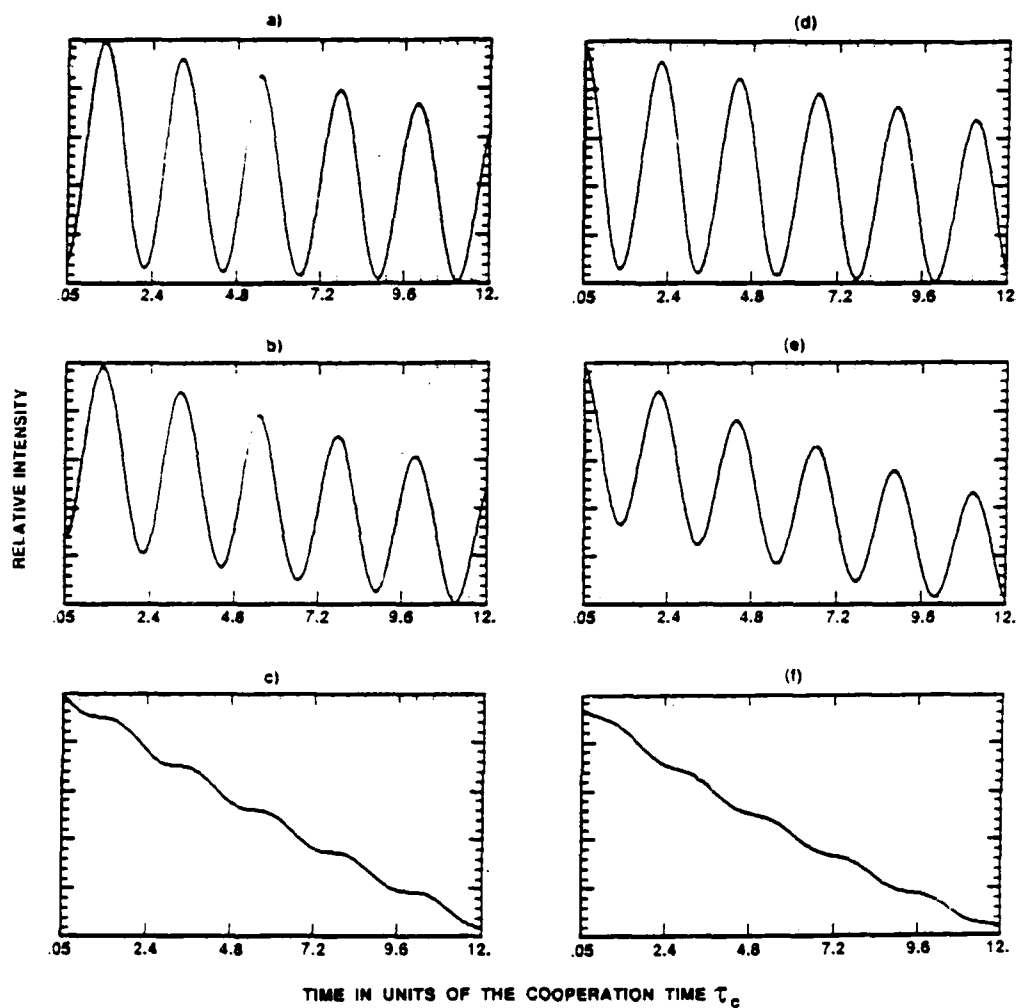 a)
(d)
.05 2.4 4.8 7.2 9.6 12.
.05 2.4 4.8 7.2 9.6 12.
b)
(e)
RELATIVE INTENSITY
.05 2.4 4.8 7.2 9.6 12.
.05 2.4 4.8 7.2 9.6 12.
c)
(f)
.05 2.4 4.8 7.2 9.6 12.
.05 2.4 4.8 7.2 9.6 12.
TIME IN UNITS OF THE COOPERATION TIME τc